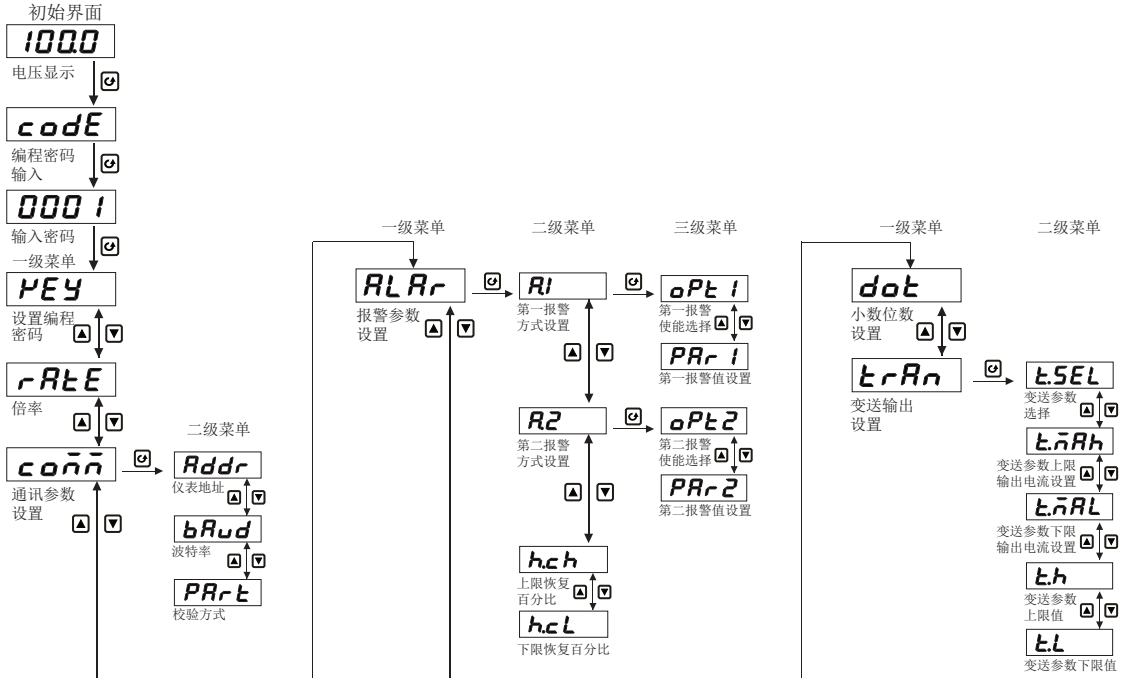 初始界面
100.0
电压显示
codE
编程密码
输入
0001
输入密码
一级菜单
KEY
设置编程
密码
rAtE
倍率
comm
通讯参数
设置
二级菜单
Addr
仪表地址
bAud
波特率
PArt
校验方式
一级菜单
ALAr
报警参数
设置
二级菜单
A.1
第一报警
方式设置
A.2
第二报警
方式设置
h.ch
上限恢复
百分比
h.cL
下限恢复百分比
三级菜单
oPt1
第一报警
使能选择
PAr1
第一报警值设置
oPt2
第二报警
使能选择
PAr2
第二报警值设置
一级菜单
dot
小数位数
设置
trAn
变送输出
设置
二级菜单
t.SEL
变送参数
选择
t.mAh
变送参数上限
输出电流设置
t.mAL
变送参数下限
输出电流设置
t.h
变送参数
上限值
t.L
变送参数下限值